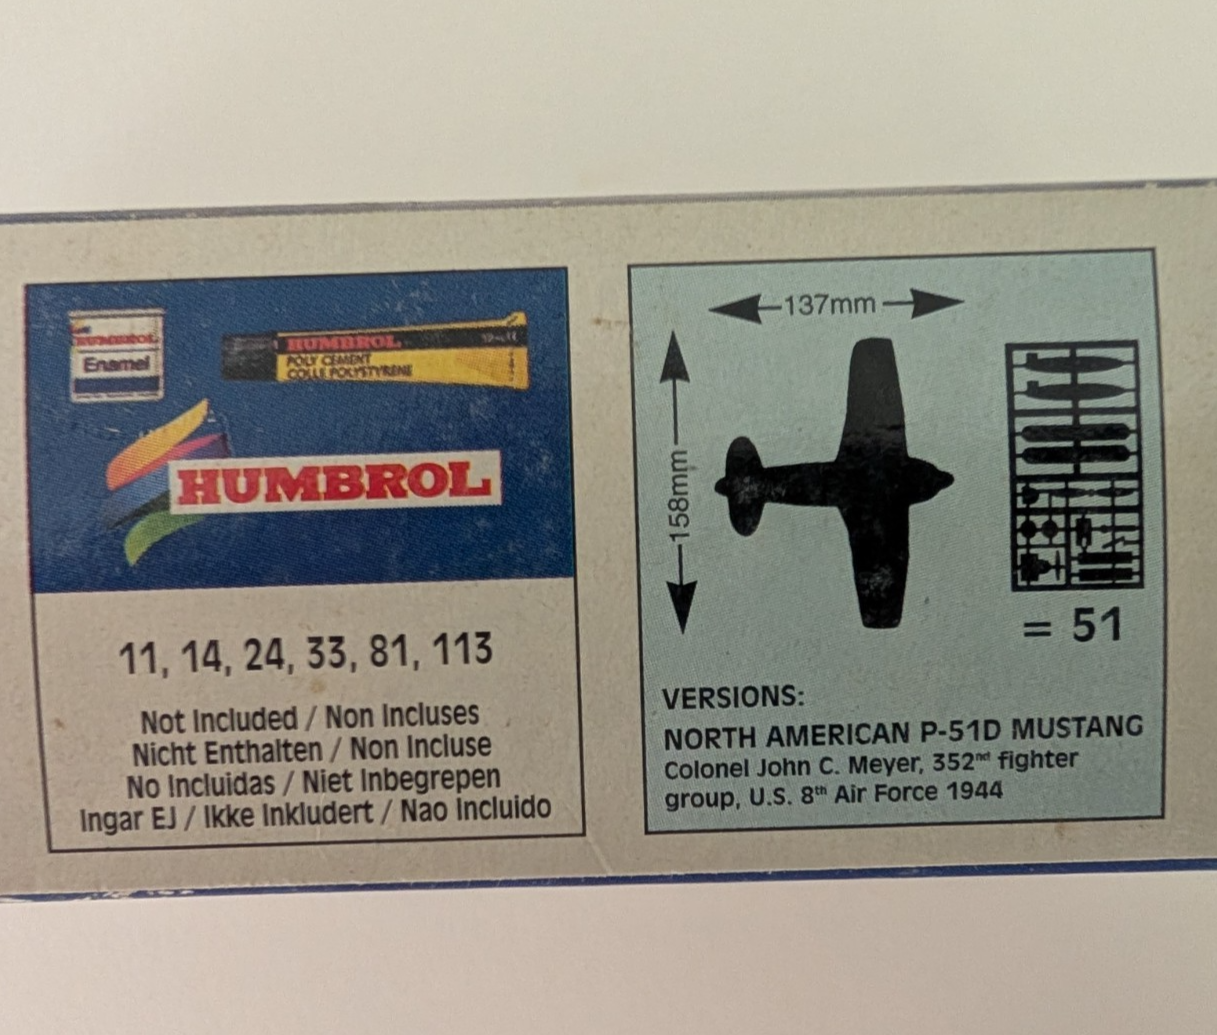 HUMBROL
Enamel
HUMBROL
POLY CEMENT
COLLE POLYSTYRENE
HUMBROL
11, 14, 24, 33, 81, 113
Not Included / Non Incluses
Nicht Enthalten / Non Incluse
No Incluidas / Niet Inbegrepen
Ingar EJ / Ikke Inkludert / Nao Incluido
137mm
158mm
= 51
VERSIONS:
NORTH AMERICAN P-51D MUSTANG
Colonel John C. Meyer, 352nd fighter
group, U.S. 8th Air Force 1944